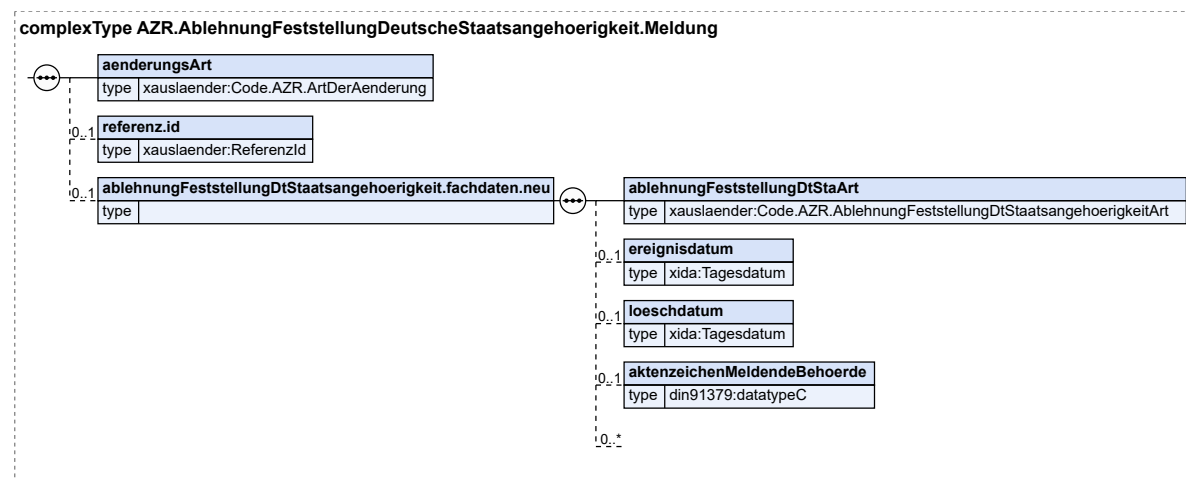 complexType AZR.AblehnungFeststellungDeutscheStaatsangehoerigkeit.Meldung
aenderungsArt
type xauslaender:Code.AZR.ArtDerAenderung
0..1 referenz.id
type xauslaender:ReferenzId
0..1 ablehnungFeststellungDtStaatsangehoerigkeit.fachdaten.neu
type
ablehnungFeststellungDtStaArt
type xauslaender:Code.AZR.AblehnungFeststellungDtStaatsangehoerigkeitArt
0..1 ereignisdatum
type xida:Tagesdatum
0..1 loeschdatum
type xida:Tagesdatum
0..1 aktenzeichenMeldendeBehoerde
type din91379:datatypeC
0..*